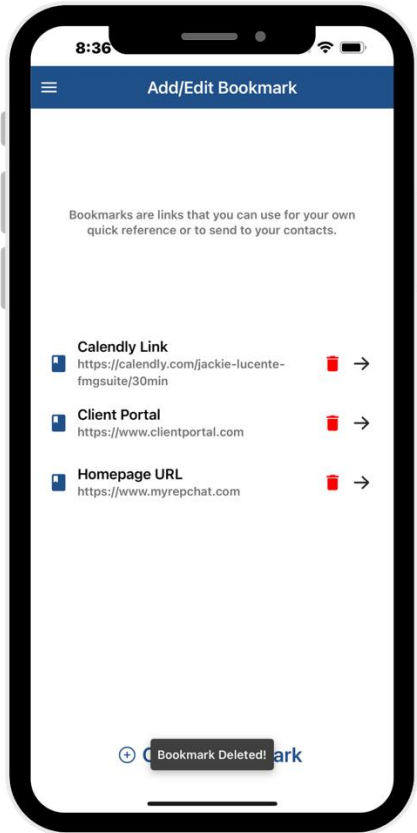 8:36
Add/Edit Bookmark
Bookmarks are links that you can use for your own
quick reference or to send to your contacts.
Calendly Link
https://calendly.com/jackie-lucente-
fmgsuite/30min
Client Portal
https://www.clientportal.com
Homepage URL
https://www.myrepchat.com
Bookmark Deleted!